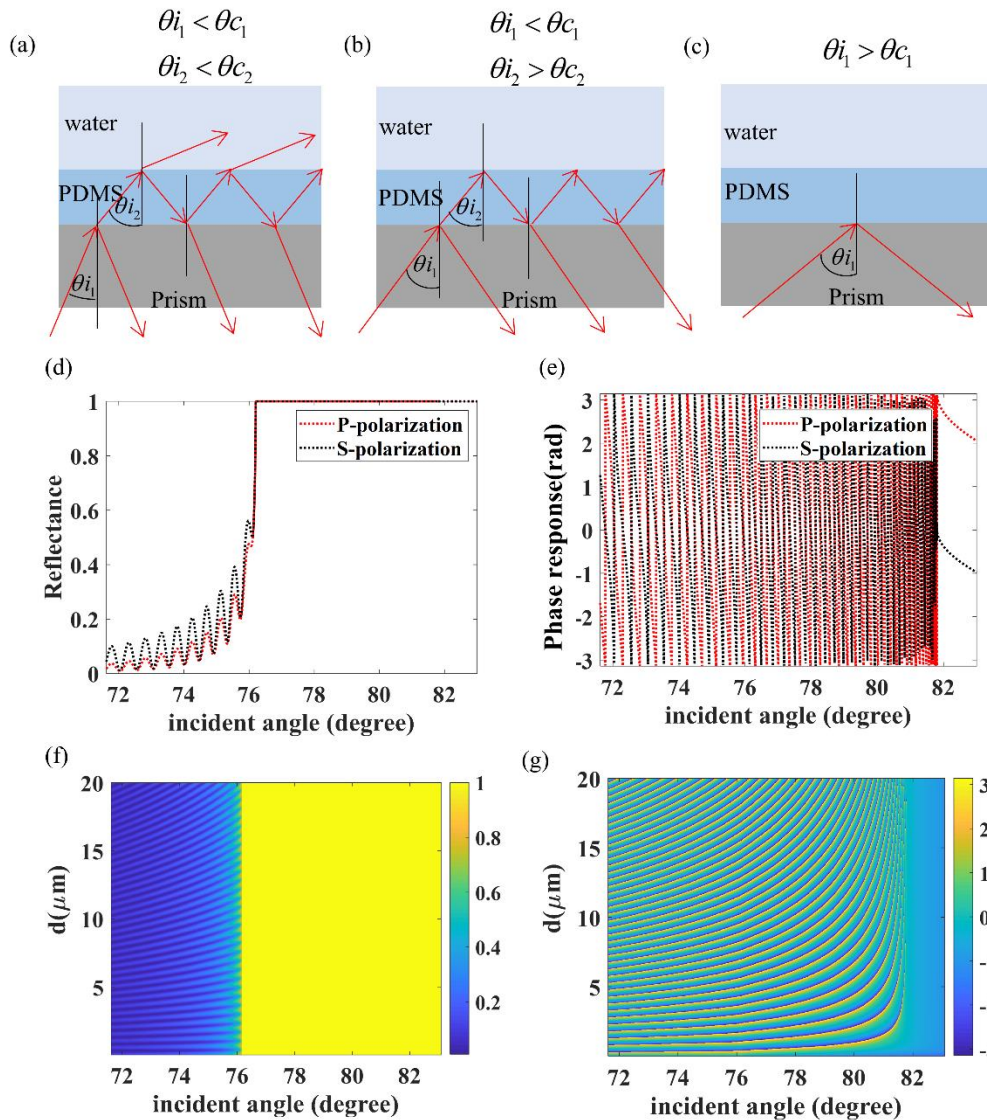 (a)
θi₁ < θc₁
θi₂ < θc₂
water
PDMS
θi₂
θi₁
Prism
(b)
θi₁ < θc₁
θi₂ > θc₂
water
PDMS
θi₂
θi₁
Prism
(c)
θi₁ > θc₁
water
PDMS
θi₁
Prism
(d)
Reflectance
1
0.8
0.6
0.4
0.2
0
P-polarization
S-polarization
72 74 76 78 80 82
incident angle (degree)
(e)
Phase response(rad)
3
2
1
0
-1
-2
-3
P-polarization
S-polarization
72 74 76 78 80 82
incident angle (degree)
(f)
d(μm)
20
15
10
5
72 74 76 78 80 82
incident angle (degree)
1
0.8
0.6
0.4
0.2
(g)
d(μm)
20
15
10
5
72 74 76 78 80 82
incident angle (degree)
3
2
1
0
-
-
-